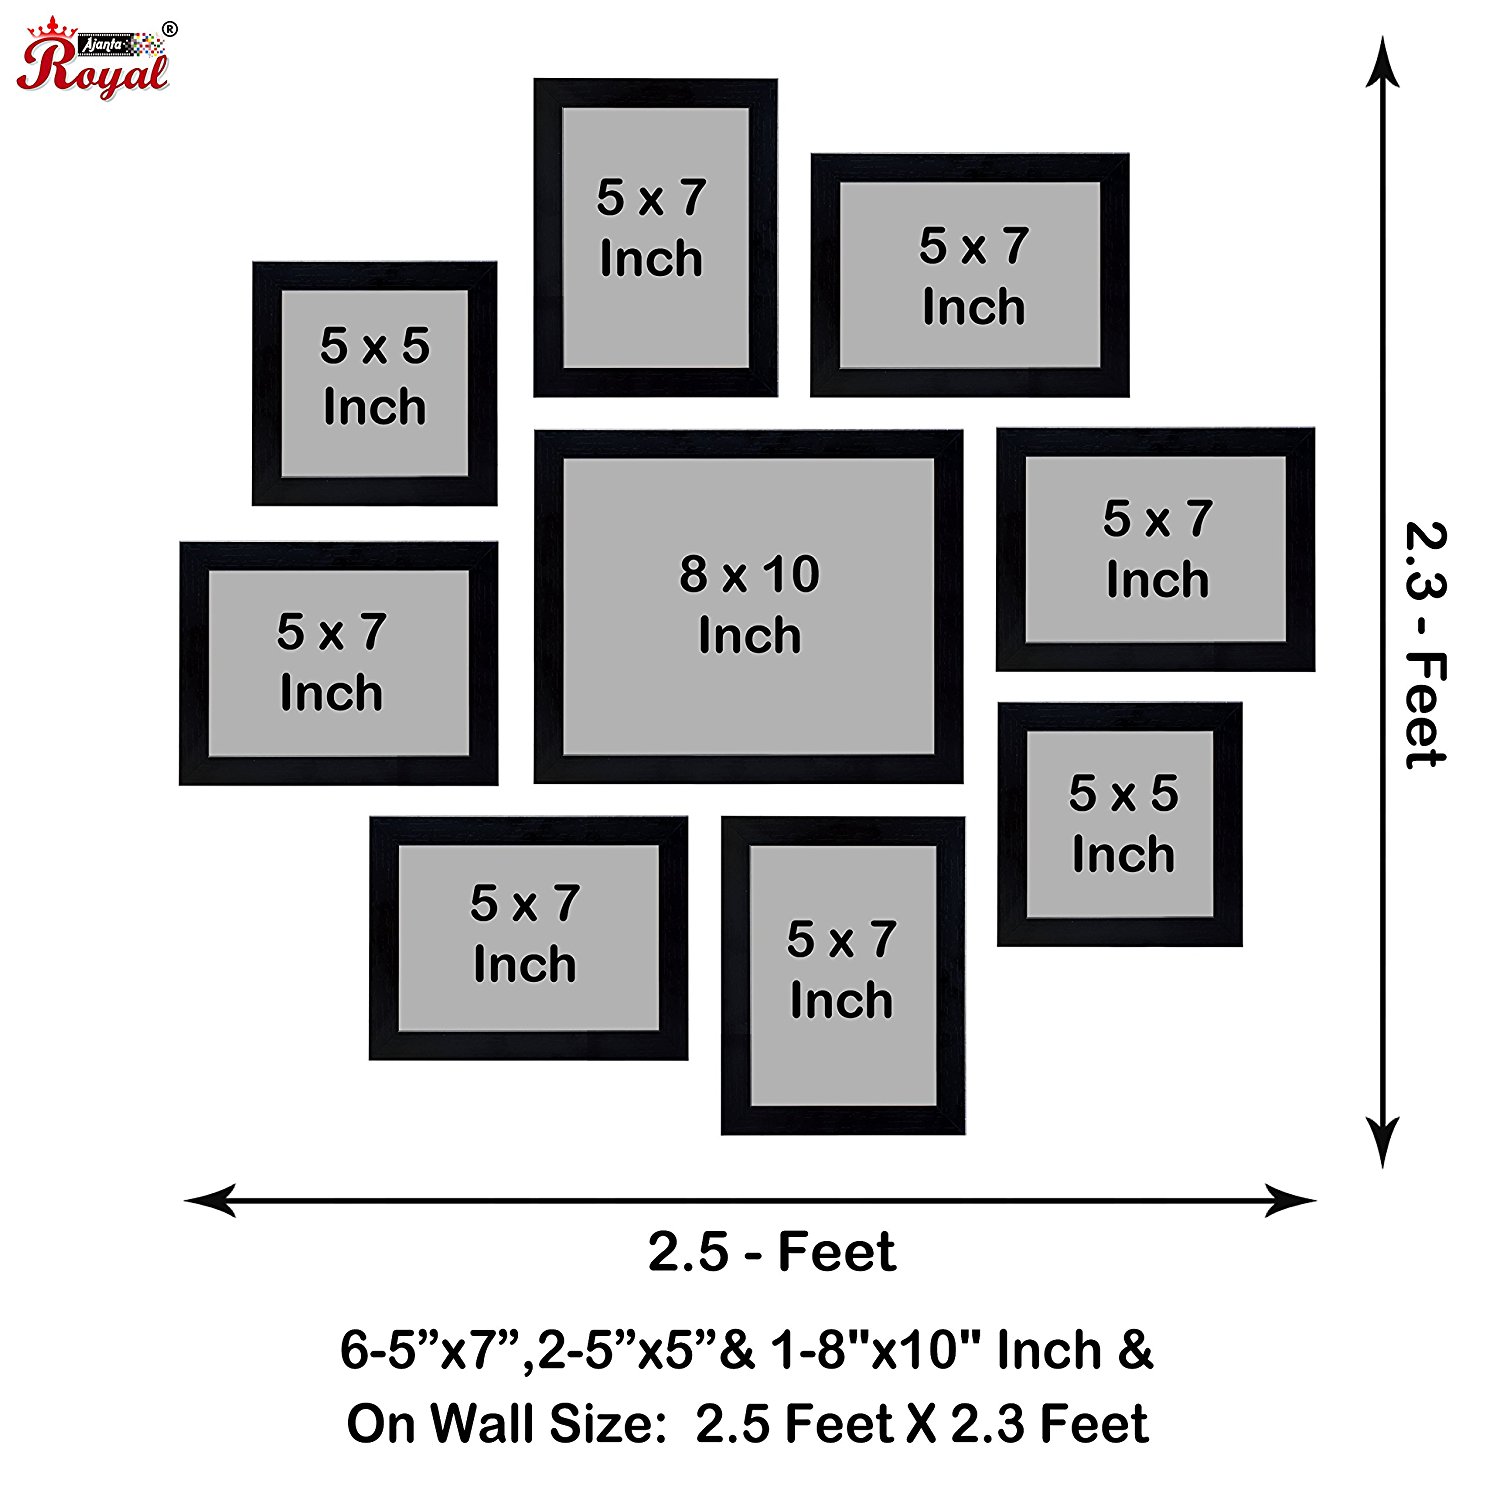 Ajanta
Royal
®
5 x 7
Inch
5 x 7
Inch
5 x 5
Inch
8 x 10
Inch
5 x 7
Inch
5 x 7
Inch
5 x 5
Inch
5 x 7
Inch
5 x 7
Inch
2.3 - Feet
2.5 - Feet
6-5”x7”,2-5”x5”& 1-8"x10" Inch &
On Wall Size: 2.5 Feet X 2.3 Feet